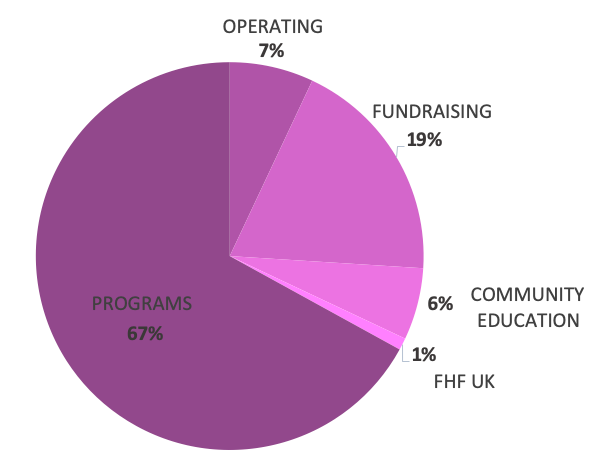 OPERATING
7%
FUNDRAISING
19%
6%
COMMUNITY
EDUCATION
1%
FHF UK
PROGRAMS
67%